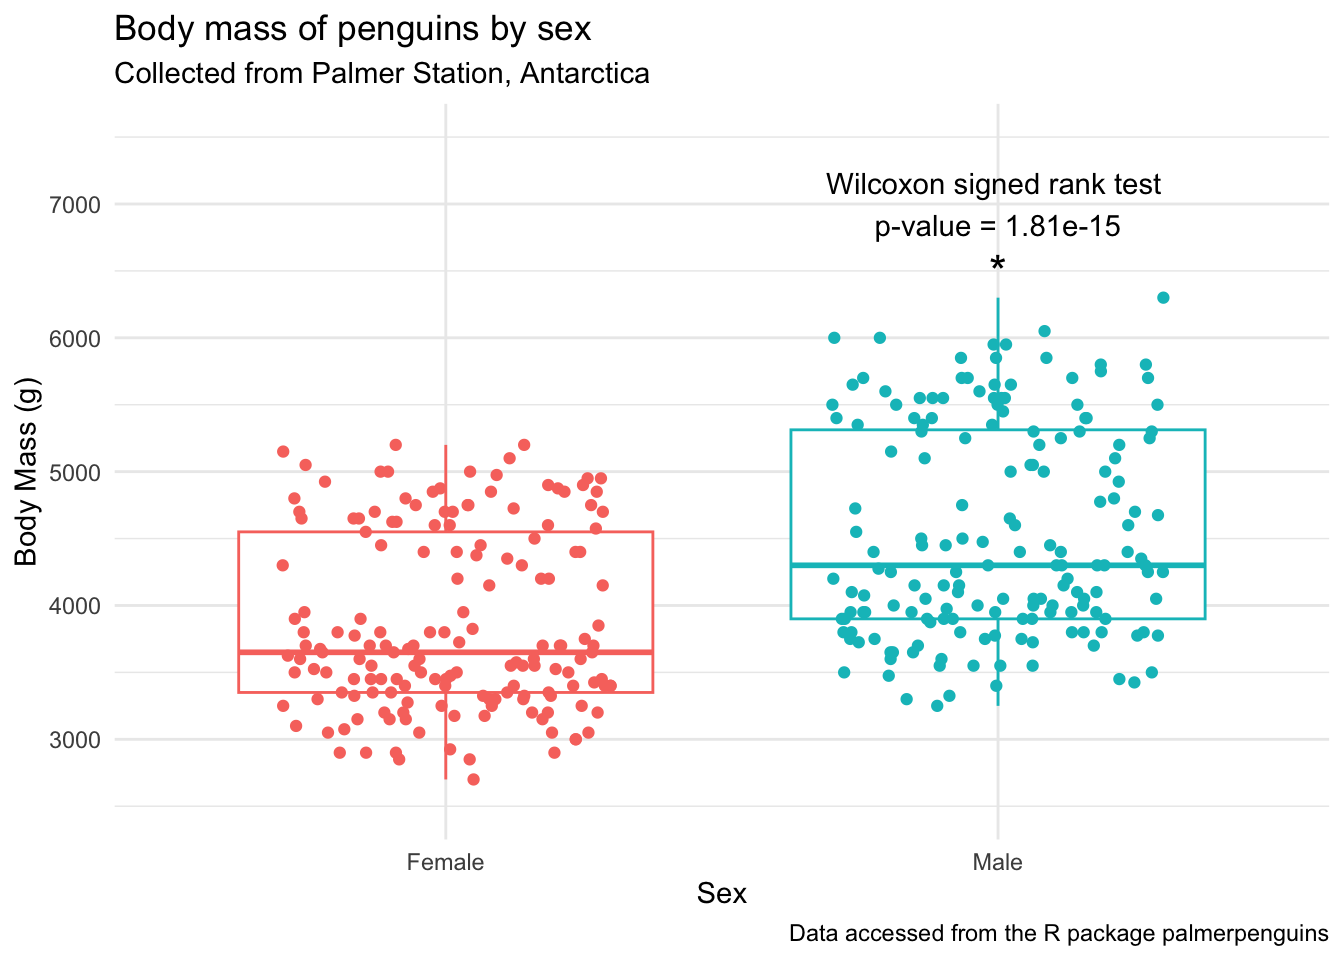 Body mass of penguins by sex
Collected from Palmer Station, Antarctica
Body Mass (g)
7000
6000
5000
4000
3000
Wilcoxon signed rank test
p-value = 1.81e-15
*
Female
Male
Sex
Data accessed from the R package palmerpenguins